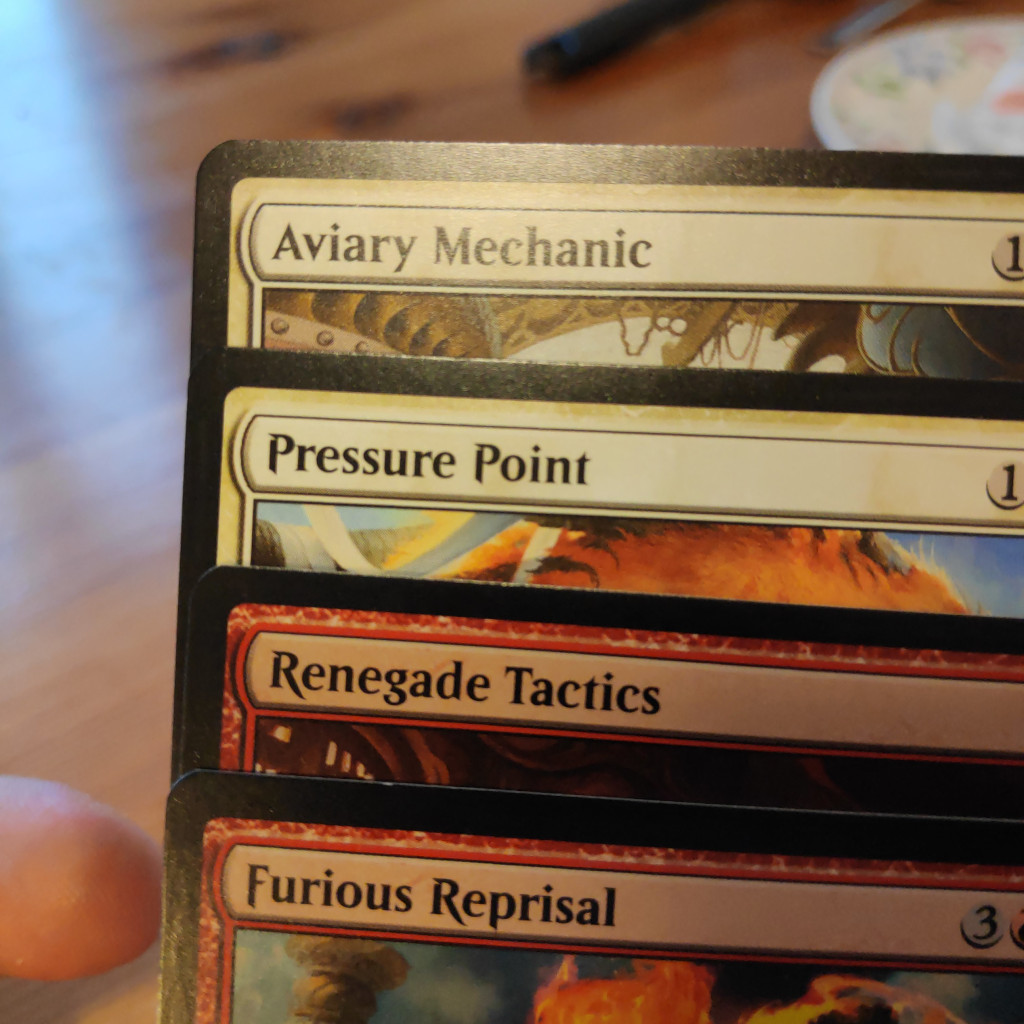 Aviary Mechanic 1
Pressure Point 1
Renegade Tactics
Furious Reprisal 3